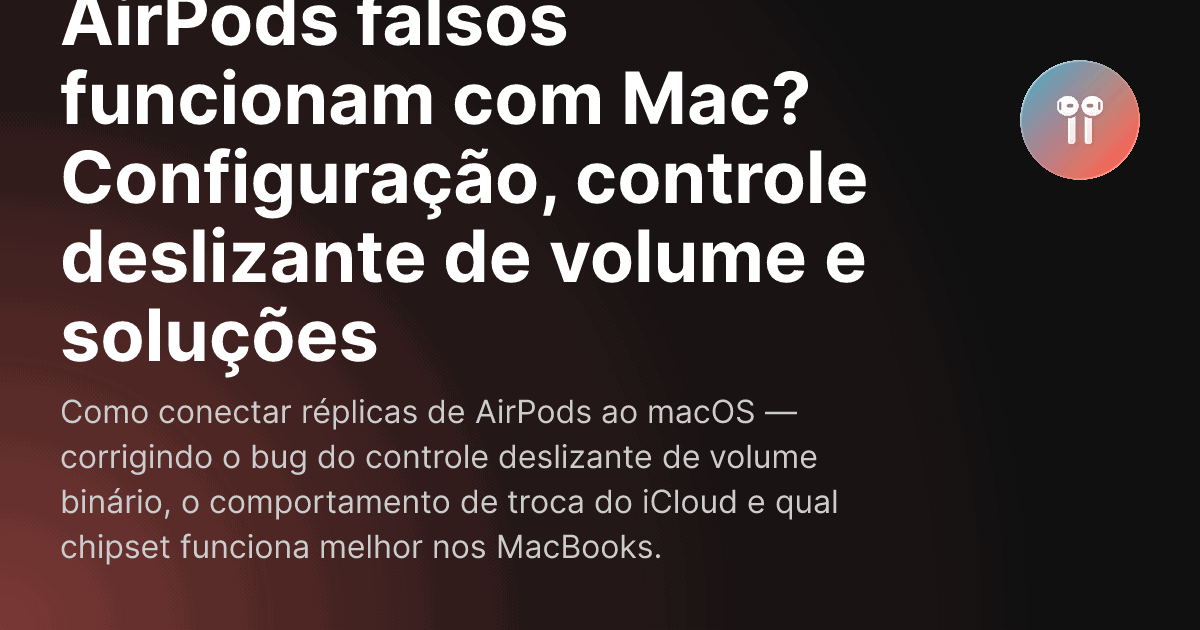 AirPods falsos
funcionam com Mac?
Configuração, controle
deslizante de volume e
soluções
Como conectar réplicas de AirPods ao macOS —
corrigindo o bug do controle deslizante de volume
binário, o comportamento de troca do iCloud e qual
chipset funciona melhor nos MacBooks.